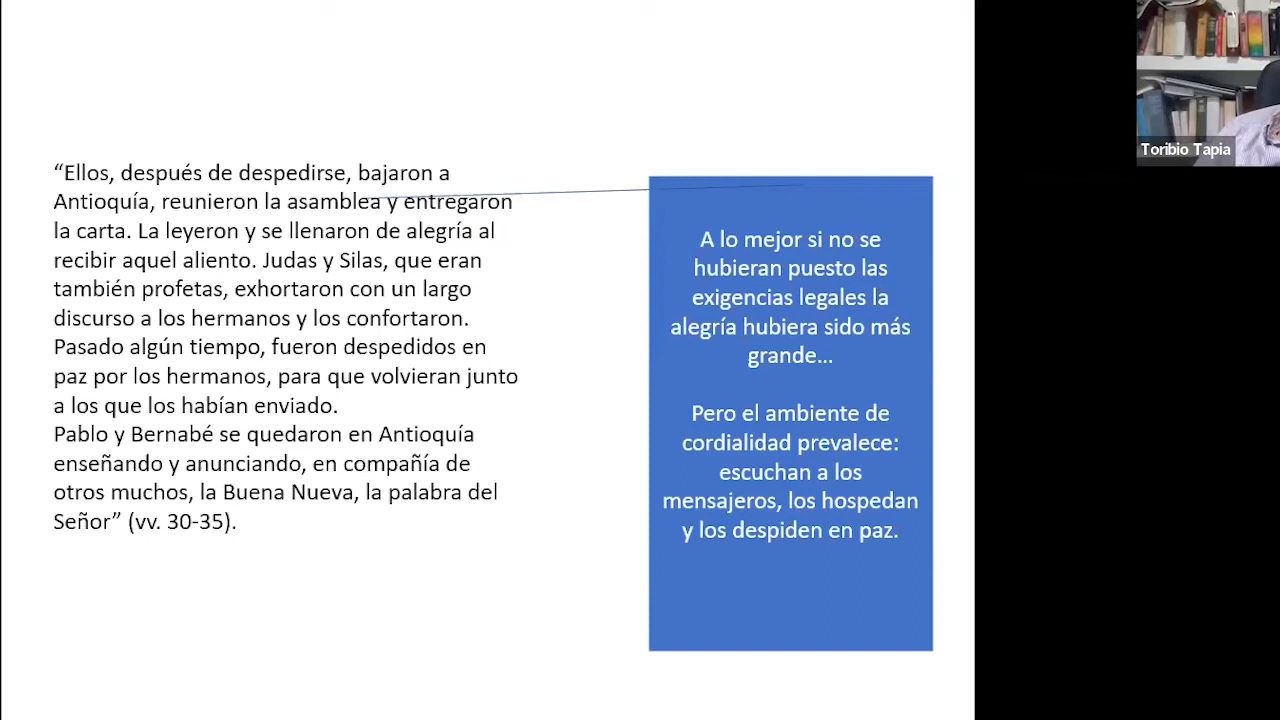 “Ellos, después de despedirse, bajaron a
Antioquía, reunieron la asamblea y entregaron
la carta. La leyeron y se llenaron de alegría al
recibir aquel aliento. Judas y Silas, que eran
también profetas, exhortaron con un largo
discurso a los hermanos y los confortaron.
Pasado algún tiempo, fueron despedidos en
paz por los hermanos, para que volvieran junto
a los que los habían enviado.
Pablo y Bernabé se quedaron en Antioquía
enseñando y anunciando, en compañía de
otros muchos, la Buena Nueva, la palabra del
Señor” (vv. 30-35).
A lo mejor si no se
hubieran puesto las
exigencias legales la
alegría hubiera sido más
grande...
Pero el ambiente de
cordialidad prevalece:
escuchan a los
mensajeros, los hospedan
y los despiden en paz.
Toribio Tapia